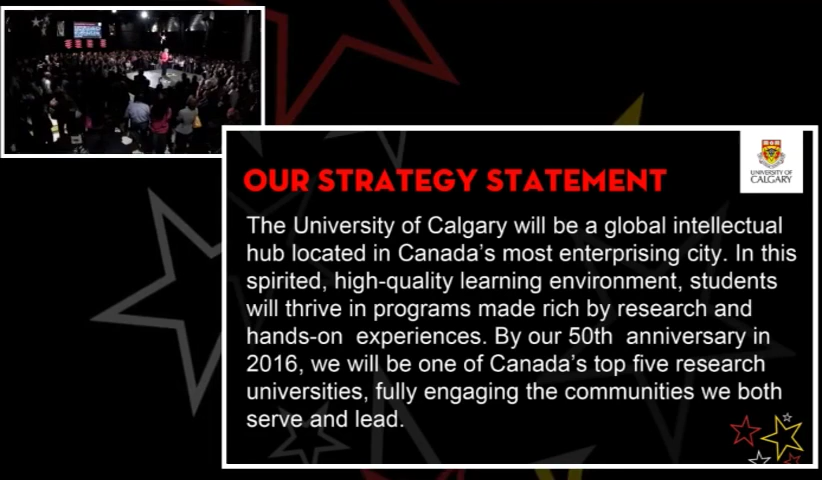 OUR STRATEGY STATEMENT
UNIVERSITY OF
CALGARY
The University of Calgary will be a global intellectual
hub located in Canada's most enterprising city. In this
spirited, high-quality learning environment, students
will thrive in programs made rich by research and
hands-on experiences. By our 50th anniversary in
2016, we will be one of Canada's top five research
universities, fully engaging the communities we both
serve and lead.